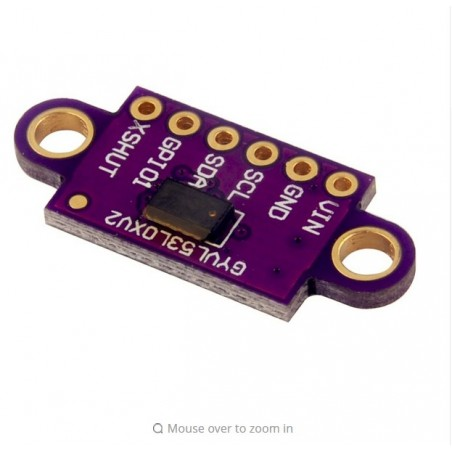 XSHUT
GPIO1
SDA
SCL
GND
VIN
GYVL53L0XV2
Mouse over to zoom in